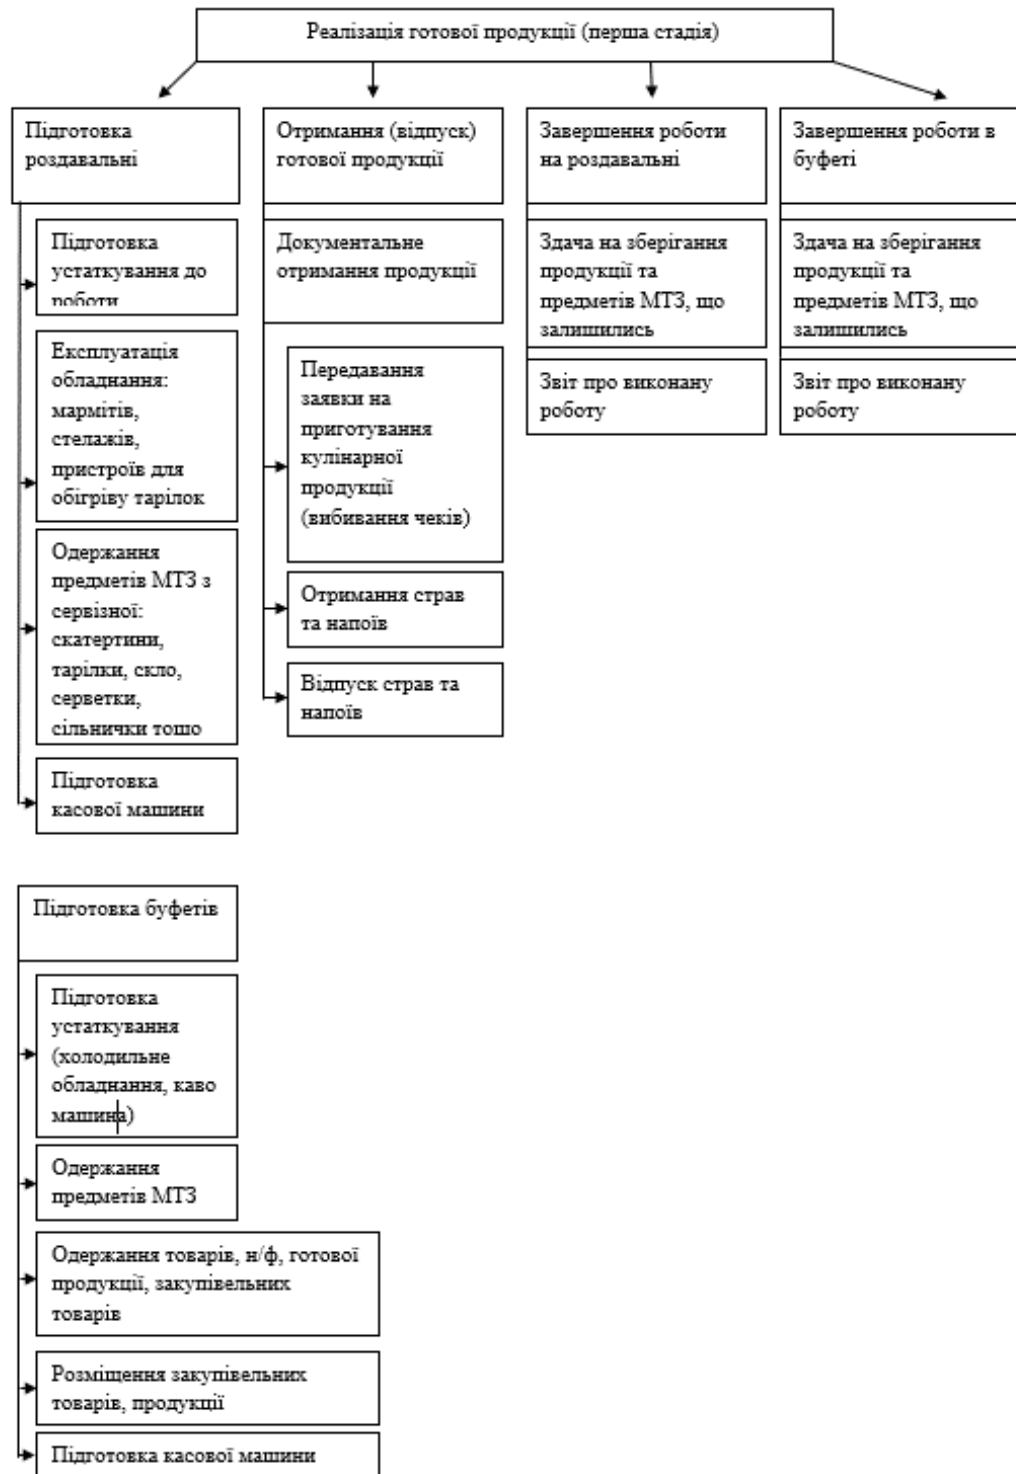 Реалізація готової продукції (перша стадія)
Підготовка
роздавальні
Підготовка
устаткування до
роботи
Експлуатація
обладнання:
мармітів,
стелажів,
пристроїв для
обігріву тарілок
Одержання
предметів МТЗ з
сервізної:
скатертини,
тарілки, скло,
серветки,
сільнички тощо
Підготовка
касової машини
Отримання (відпуск)
готової продукції
Документальне
отримання продукції
Передавання
заявки на
приготування
кулінарної
продукції
(вибивання чеків)
Отримання страв
та напоїв
Відпуск страв та
напоїв
Завершення роботи
на роздавальні
Здача на зберігання
продукції та
предметів МТЗ, що
залишились
Звіт про виконану
роботу
Завершення роботи в
буфеті
Здача на зберігання
продукції та
предметів МТЗ, що
залишились
Звіт про виконану
роботу
Підготовка буфетів
Підготовка
устаткування
(холодильне
обладнання, каво
машина)
Одержання
предметів МТЗ
Одержання товарів, н/ф, готової
продукції, закупівельних
товарів
Розміщення закупівельних
товарів, продукції
Підготовка касової машини